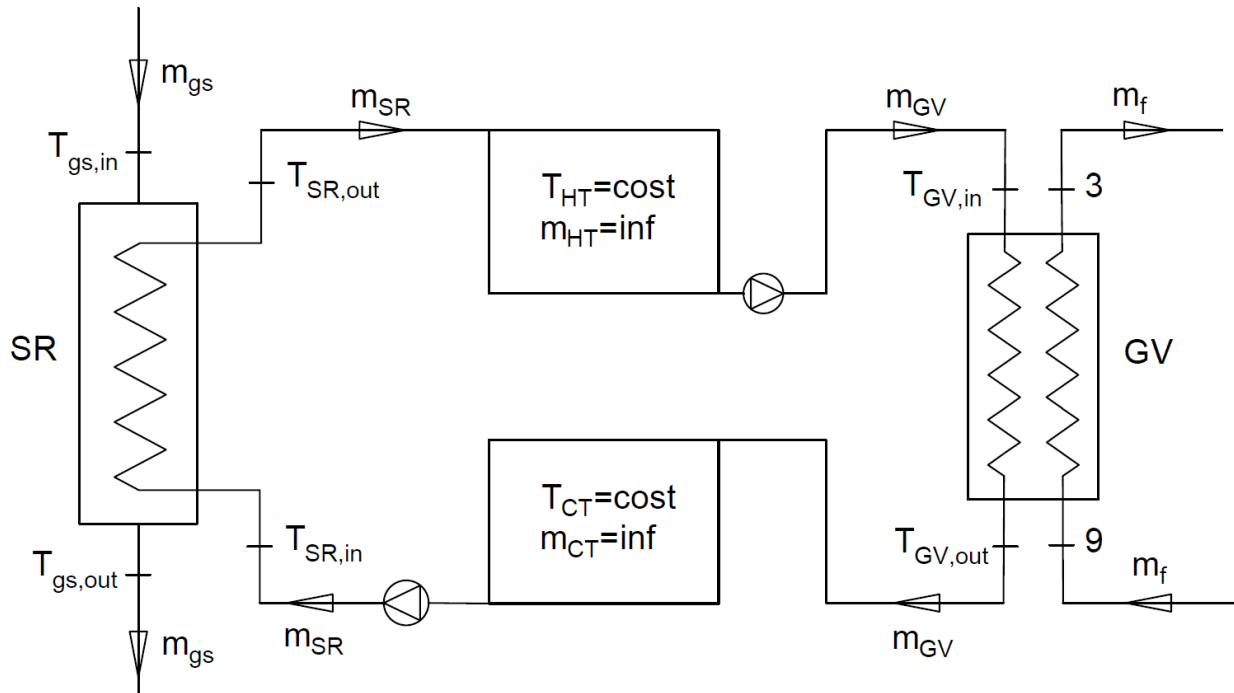 m_gs
m_SR
m_GV
m_f
T_gs,in
T_SR,out
T_HT=cost
m_HT=inf
T_GV,in
3
SR
GV
T_CT=cost
m_CT=inf
T_SR,in
T_GV,out
9
T_gs,out
m_f
m_SR
m_GV
m_gs